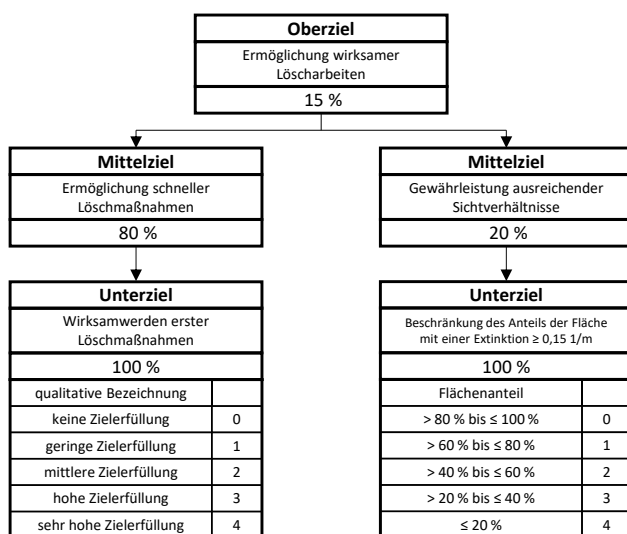 Oberziel
Ermöglichung wirksamer
Löscharbeiten
15 %
Mittelziel
Ermöglichung schneller
Löschmaßnahmen
80 %
Mittelziel
Gewährleistung ausreichender
Sichtverhältnisse
20 %
Unterziel
Wirksamwerden erster
Löschmaßnahmen
100 %
qualitative Bezeichnung
keine Zielerfüllung 0
geringe Zielerfüllung 1
mittlere Zielerfüllung 2
hohe Zielerfüllung 3
sehr hohe Zielerfüllung 4
Unterziel
Beschränkung des Anteils der Fläche
mit einer Extinktion ≥ 0,15 1/m
100 %
Flächenanteil
> 80 % bis ≤ 100 % 0
> 60 % bis ≤ 80 % 1
> 40 % bis ≤ 60 % 2
> 20 % bis ≤ 40 % 3
≤ 20 % 4